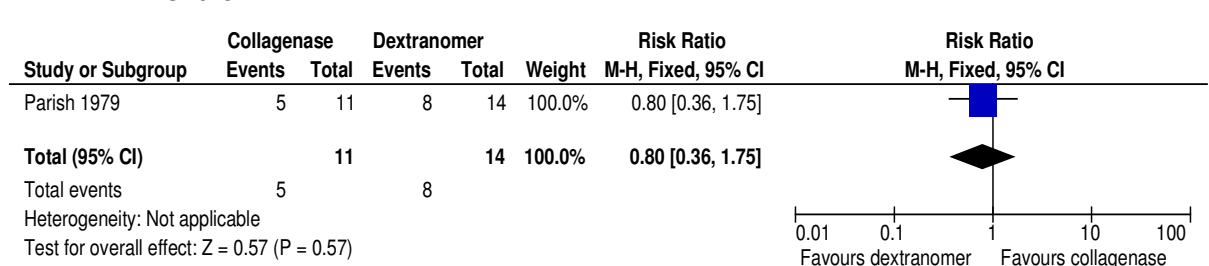 Collagenase Dextranomer Risk Ratio Risk Ratio
Study or Subgroup Events Total Events Total Weight M-H, Fixed, 95% CI M-H, Fixed, 95% CI
Parish 1979 5 11 8 14 100.0% 0.80 [0.36, 1.75]
Total (95% CI) 11 14 100.0% 0.80 [0.36, 1.75]
Total events 5 8
Heterogeneity: Not applicable
Test for overall effect: Z = 0.57 (P = 0.57)
0.01 0.1 1 10 100
Favours dextranomer Favours collagenase